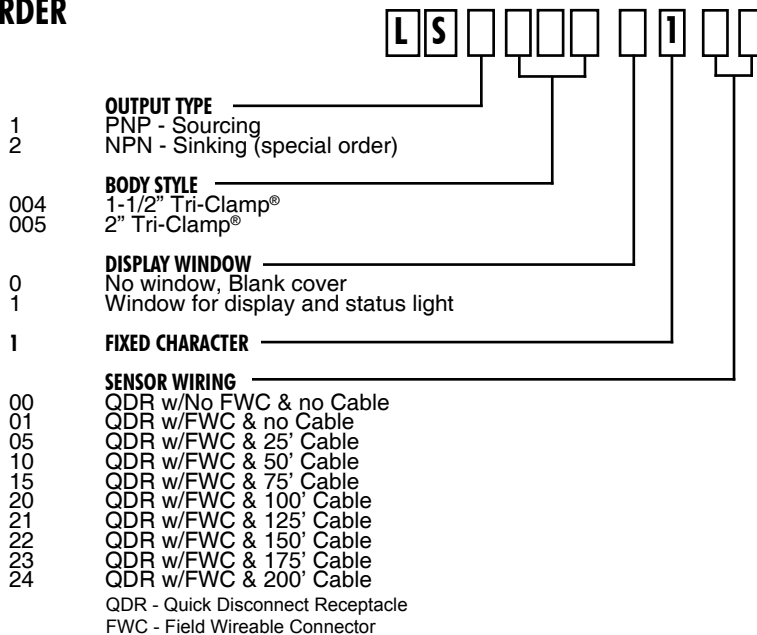 RDER
L S 1
OUTPUT TYPE
1 PNP - Sourcing
2 NPN - Sinking (special order)
BODY STYLE
004 1-1/2” Tri-Clamp®
005 2” Tri-Clamp®
DISPLAY WINDOW
0 No window, Blank cover
1 Window for display and status light
1 FIXED CHARACTER
SENSOR WIRING
00 QDR w/No FWC & no Cable
01 QDR w/FWC & no Cable
05 QDR w/FWC & 25’ Cable
10 QDR w/FWC & 50’ Cable
15 QDR w/FWC & 75’ Cable
20 QDR w/FWC & 100’ Cable
21 QDR w/FWC & 125’ Cable
22 QDR w/FWC & 150’ Cable
23 QDR w/FWC & 175’ Cable
24 QDR w/FWC & 200’ Cable
QDR - Quick Disconnect Receptacle
FWC - Field Wireable Connector